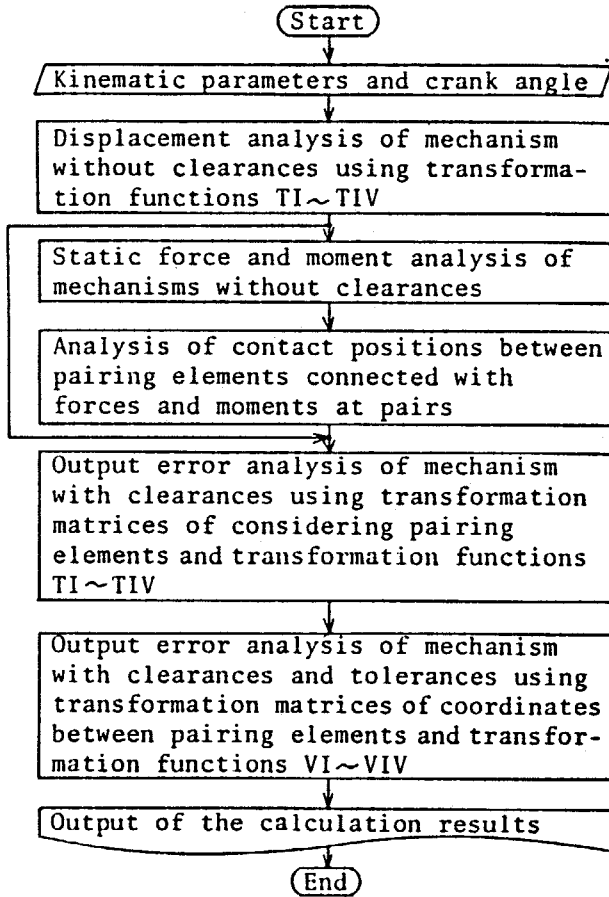 Start
Kinematic parameters and crank angle
Displacement analysis of mechanism
without clearances using transforma-
tion functions TI~TIV
Static force and moment analysis of
mechanisms without clearances
Analysis of contact positions between
pairing elements connected with
forces and moments at pairs
Output error analysis of mechanism
with clearances using transformation
matrices of considering pairing
elements and transformation functions
TI~TIV
Output error analysis of mechanism
with clearances and tolerances using
transformation matrices of coordinates
between pairing elements and transfor-
mation functions VI~VIV
Output of the calculation results
End